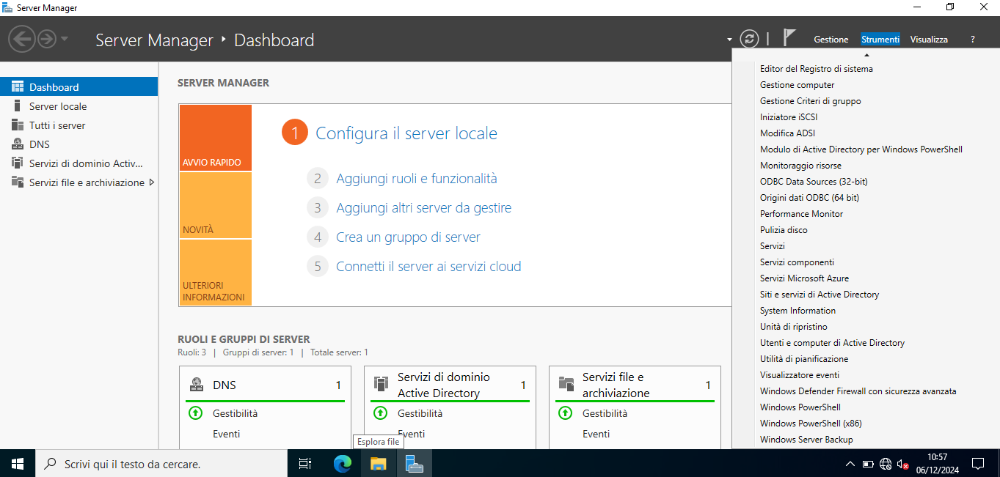 Server Manager
Server Manager ‣ Dashboard
Gestione Strumenti Visualizza ?
Dashboard
Server locale
Tutti i server
DNS
Servizi di dominio Activ...
Servizi file e archiviazione
SERVER MANAGER
AVVIO RAPIDO
NOVITÀ
ULTERIORI
INFORMAZIONI
1 Configura il server locale
2 Aggiungi ruoli e funzionalità
3 Aggiungi altri server da gestire
4 Crea un gruppo di server
5 Connetti il server ai servizi cloud
RUOLI E GRUPPI DI SERVER
Ruoli: 3 | Gruppi di server: 1 | Totale server: 1
DNS 1
Gestibilità
Eventi
Servizi di dominio
Active Directory 1
Gestibilità
Eventi
Servizi file e
archiviazione 1
Gestibilità
Eventi
Editor del Registro di sistema
Gestione computer
Gestione Criteri di gruppo
Iniziatore iSCSI
Modifica ADSI
Modulo di Active Directory per Windows PowerShell
Monitoraggio risorse
ODBC Data Sources (32-bit)
Origini dati ODBC (64 bit)
Performance Monitor
Pulizia disco
Servizi
Servizi componenti
Servizi Microsoft Azure
Siti e servizi di Active Directory
System Information
Unità di ripristino
Utenti e computer di Active Directory
Utilità di pianificazione
Visualizzatore eventi
Windows Defender Firewall con sicurezza avanzata
Windows PowerShell
Windows PowerShell (x86)
Windows Server Backup
Esplora file
Scrivi qui il testo da cercare.
10:57
06/12/2024